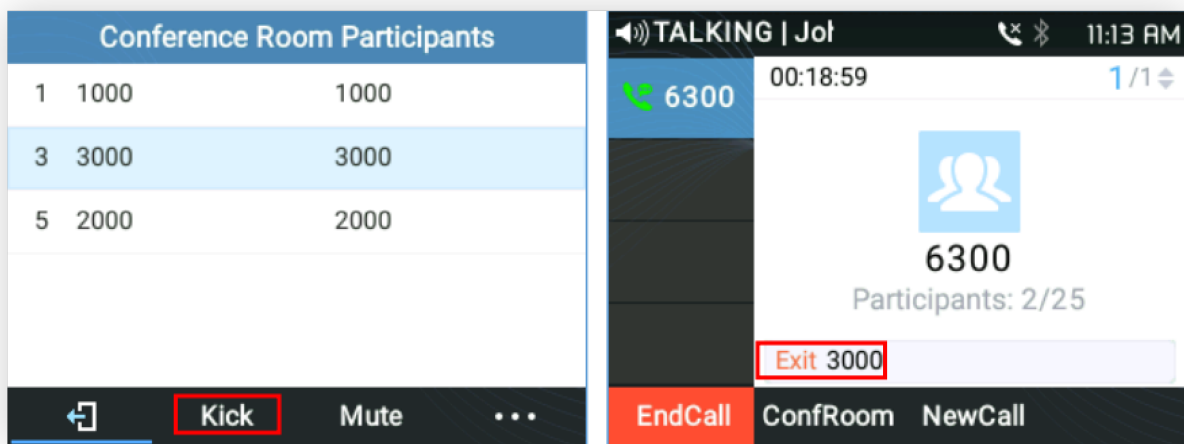 Conference Room Participants
1 1000 1000
3 3000 3000
5 2000 2000
Kick Mute ...
TALKING | Joł 11:13 AM
6300 00:18:59 1/1
6300
Participants: 2/25
Exit 3000
EndCall ConfRoom NewCall